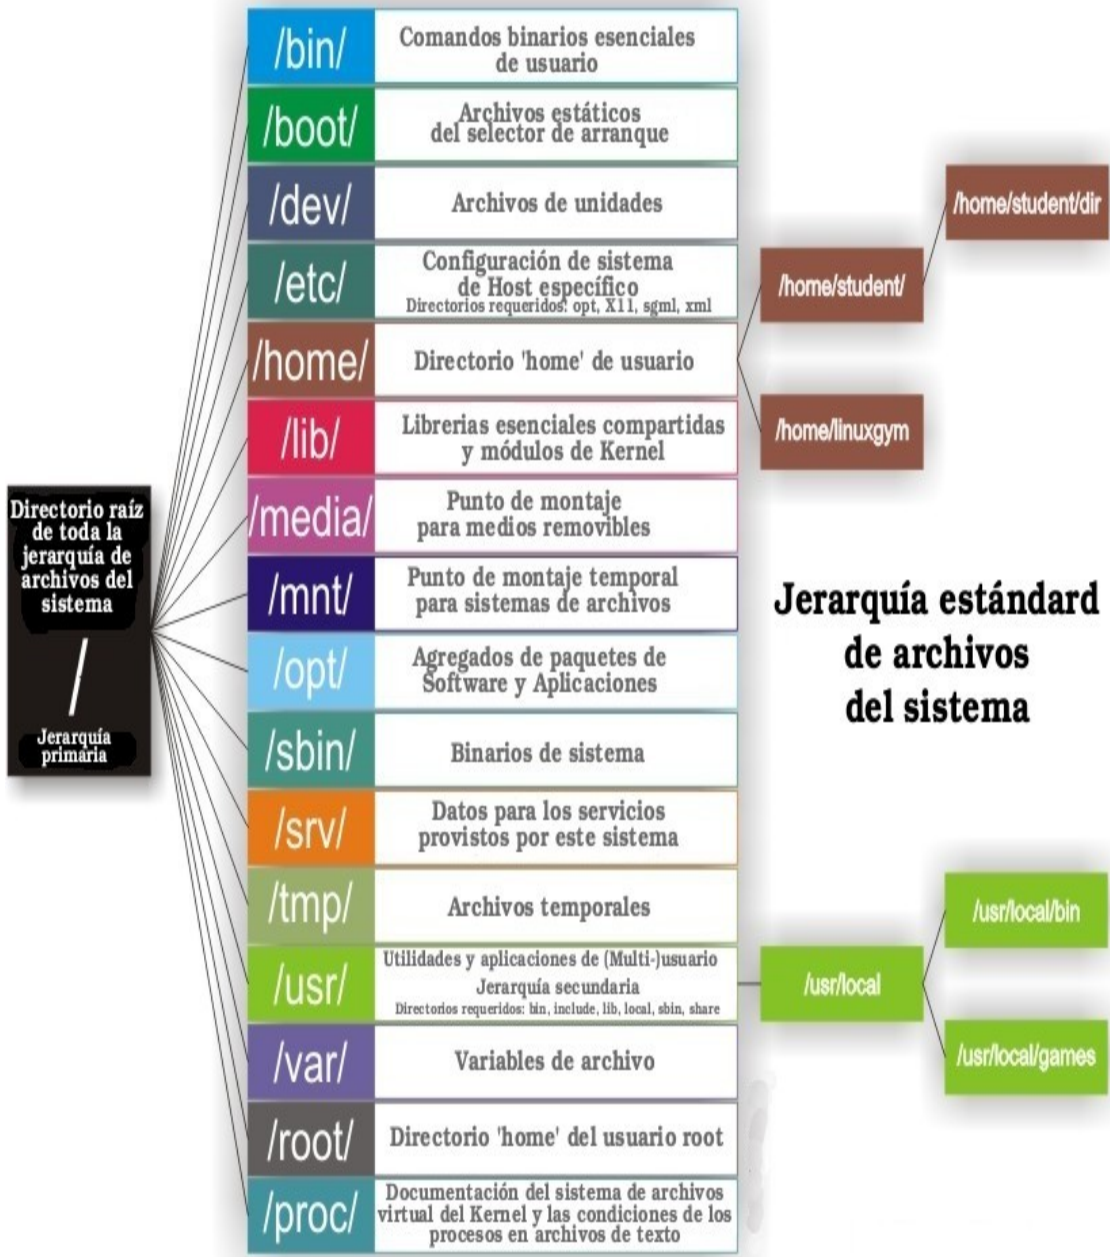 /bin/
Comandos binarios esenciales
de usuario
/boot/
Archivos estáticos
del selector de arranque
/dev/
Archivos de unidades
/etc/
Configuración de sistema
de Host específico
Directorios requeridos: opt, X11, sgml, xml
/home/
Directorio 'home' de usuario
/home/student/
/home/student/dir
/home/linuxgym
/lib/
Librerias esenciales compartidas
y módulos de Kernel
/media/
Punto de montaje
para medios removibles
/mnt/
Punto de montaje temporal
para sistemas de archivos
/opt/
Agregados de paquetes de
Software y Aplicaciones
/sbin/
Binarios de sistema
/srv/
Datos para los servicios
provistos por este sistema
/tmp/
Archivos temporales
/usr/
Utilidades y aplicaciones de (Multi-)usuario
Jerarquía secundaria
Directorios requeridos: bin, include, lib, local, sbin, share
/usr/local
/usr/local/bin
/usr/local/games
/var/
Variables de archivo
/root/
Directorio 'home' del usuario root
/proc/
Documentación del sistema de archivos
virtual del Kernel y las condiciones de los
procesos en archivos de texto
Directorio raíz
de toda la
jerarquía de
archivos del
sistema
/
Jerarquía
primaria
Jerarquía estándard
de archivos
del sistema